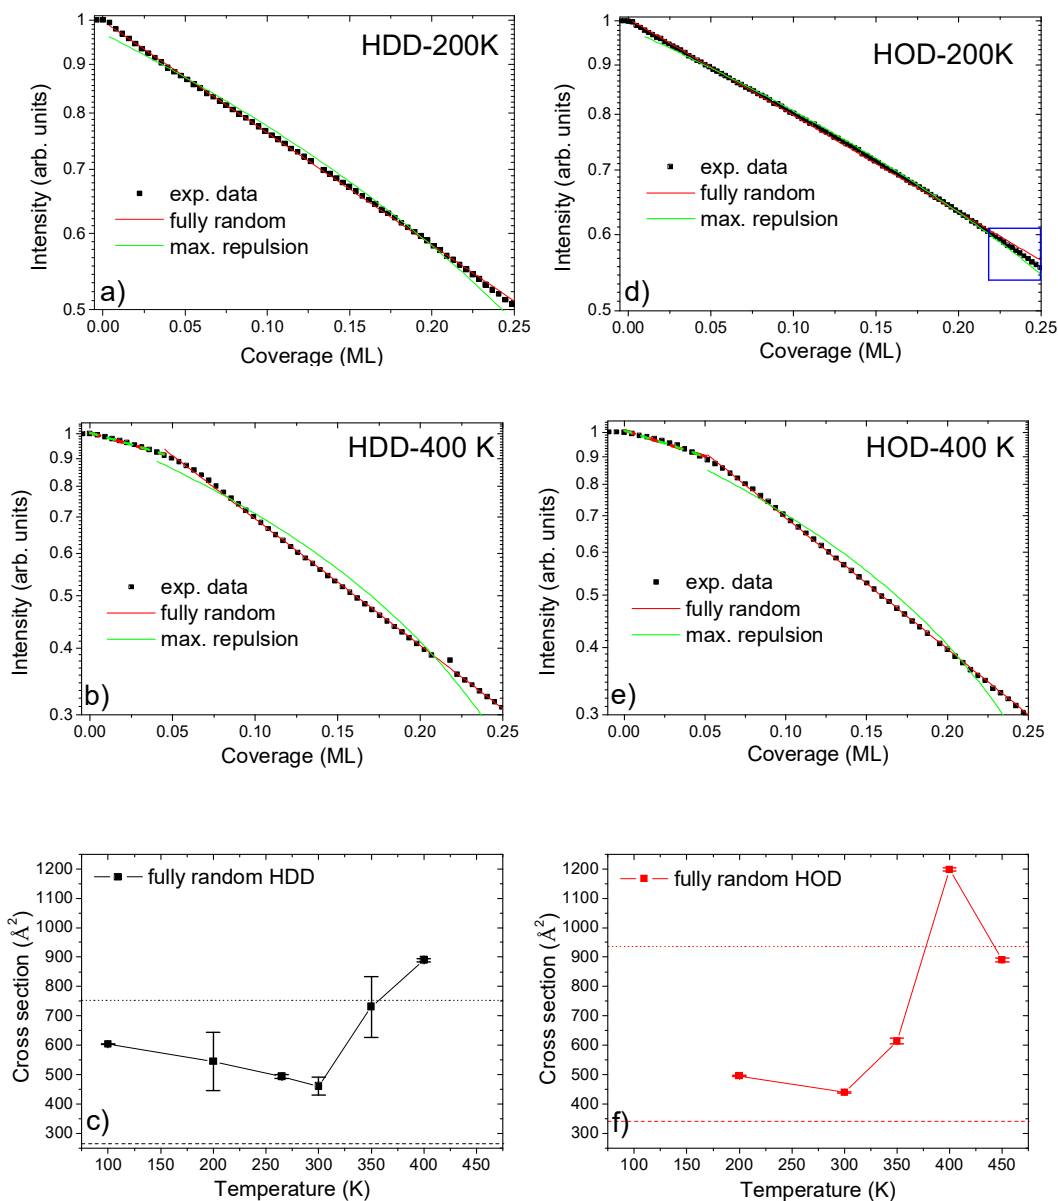 HDD-200K
1
0.9
0.8
0.7
0.6
0.5
Intensity (arb. units)
exp. data
fully random
max. repulsion
a)
0.00 0.05 0.10 0.15 0.20 0.25
Coverage (ML)
HOD-200K
1
0.9
0.8
0.7
0.6
0.5
Intensity (arb. units)
exp. data
fully random
max. repulsion
d)
0.00 0.05 0.10 0.15 0.20 0.25
Coverage (ML)
HDD-400 K
1
0.9
0.8
0.7
0.6
0.5
0.4
0.3
Intensity (arb. units)
exp. data
fully random
max. repulsion
b)
0.00 0.05 0.10 0.15 0.20 0.25
Coverage (ML)
HOD-400 K
1
0.9
0.8
0.7
0.6
0.5
0.4
0.3
Intensity (arb. units)
exp. data
fully random
max. repulsion
e)
0.00 0.05 0.10 0.15 0.20 0.25
Coverage (ML)
fully random HDD
1200
1100
1000
900
800
700
600
500
400
300
Cross section (Å²)
c)
100 150 200 250 300 350 400 450
Temperature (K)
fully random HOD
1200
1100
1000
900
800
700
600
500
400
300
Cross section (Å²)
f)
100 150 200 250 300 350 400 450
Temperature (K)